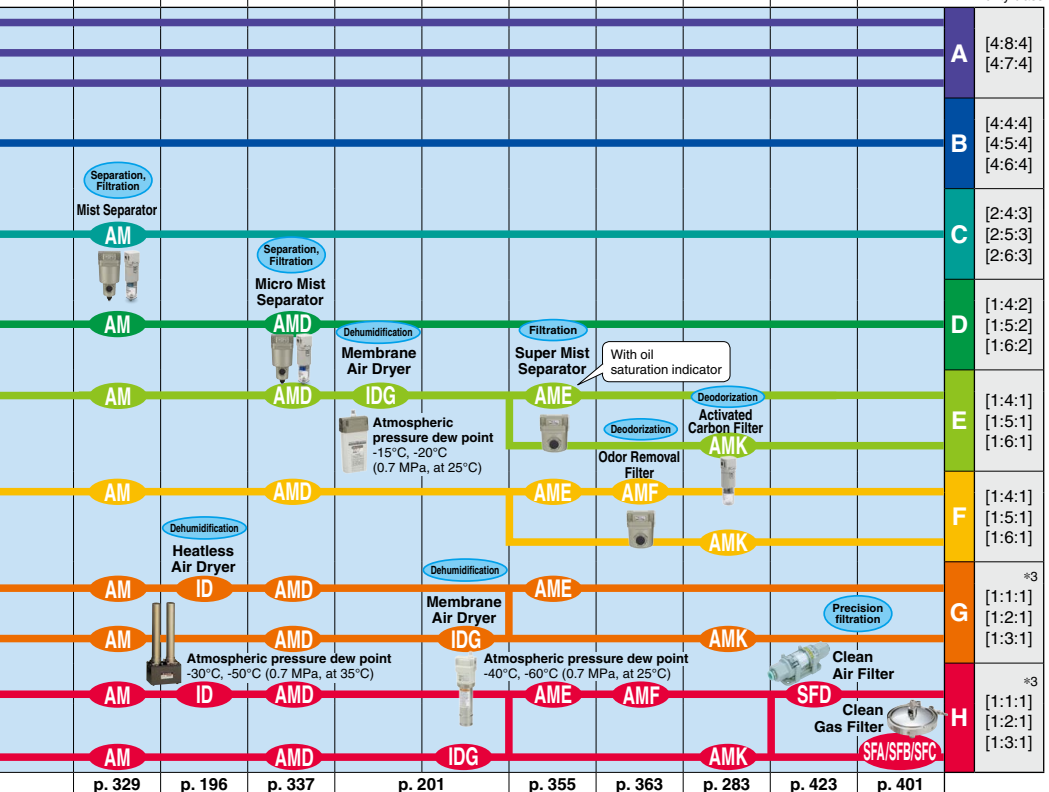 A
[4:8:4]
[4:7:4]
B
[4:4:4]
[4:5:4]
[4:6:4]
Separation,
Filtration
Mist Separator
AM
C
[2:4:3]
[2:5:3]
[2:6:3]
Separation,
Filtration
Micro Mist
Separator
AM
AMD
D
[1:4:2]
[1:5:2]
[1:6:2]
Dehumidification
Membrane
Air Dryer
Filtration
Super Mist
Separator
With oil
saturation indicator
AM
AMD
IDG
AME
Deodorization
Activated
Carbon Filter
AMK
E
[1:4:1]
[1:5:1]
[1:6:1]
Atmospheric
pressure dew point
-15°C, -20°C
(0.7 MPa, at 25°C)
Deodorization
Odor Removal
Filter
AM
AMD
AME
AMF
AMK
F
[1:4:1]
[1:5:1]
[1:6:1]
Dehumidification
Heatless
Air Dryer
AM
ID
AMD
AME
Dehumidification
Membrane
Air Dryer
AM
AMD
IDG
AMK
G
*3
[1:1:1]
[1:2:1]
[1:3:1]
Precision
filtration
Atmospheric pressure dew point
-30°C, -50°C (0.7 MPa, at 35°C)
Atmospheric pressure dew point
-40°C, -60°C (0.7 MPa, at 25°C)
Clean
Air Filter
AM
ID
AMD
AME
AMF
SFD
Clean
Gas Filter
AM
AMD
IDG
AMK
SFA/SFB/SFC
H
*3
[1:1:1]
[1:2:1]
[1:3:1]
p. 329
p. 196
p. 337
p. 201
p. 355
p. 363
p. 283
p. 423
p. 401